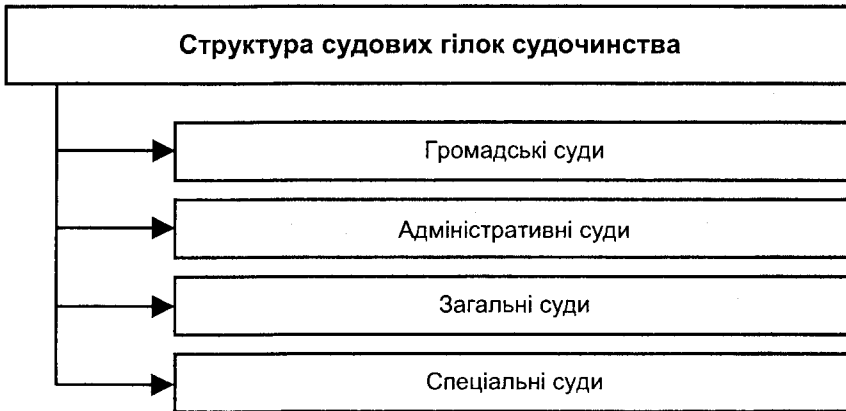 Структура судових гілок судочинства
Громадські суди
Адміністративні суди
Загальні суди
Спеціальні суди